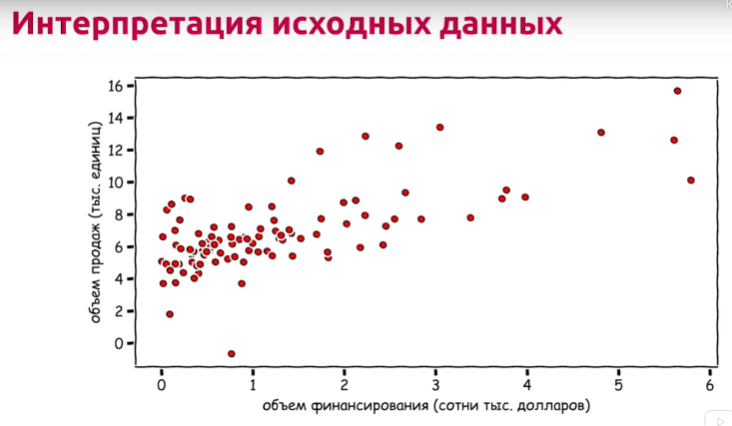 Интерпретация исходных данных
16
14
12
10
8
6
4
2
0
объем продаж (тыс. единиц)
0 1 2 3 4 5 6
объем финансирования (сотни тыс. долларов)